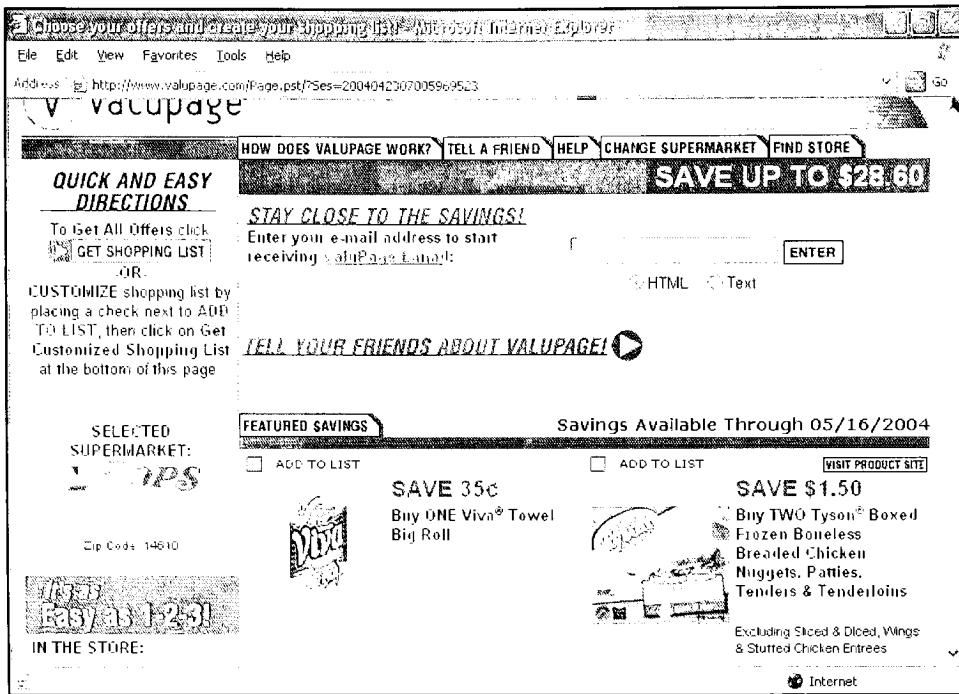 Choose your offers and create your shopping list! - Microsoft Internet Explorer
File Edit View Favorites Tools Help
Address http://www.valupage.com/Page.pst/?Ses=2004042307005969523 Go
valupage
HOW DOES VALUPAGE WORK? TELL A FRIEND HELP CHANGE SUPERMARKET FIND STORE
SAVE UP TO $28.60
QUICK AND EASY
DIRECTIONS
To Get All Offers click
GET SHOPPING LIST
-OR-
CUSTOMIZE shopping list by
placing a check next to ADD
TO LIST, then click on Get
Customized Shopping List
at the bottom of this page
SELECTED
SUPERMARKET:
Zip Code: 14610
It's as
Easy as 1-2-3!
IN THE STORE:
STAY CLOSE TO THE SAVINGS!
Enter your e-mail address to start
receiving ValuPage Email:
ENTER
HTML Text
TELL YOUR FRIENDS ABOUT VALUPAGE!
FEATURED SAVINGS Savings Available Through 05/16/2004
ADD TO LIST
Viva
SAVE 35¢
Buy ONE Viva® Towel
Big Roll
ADD TO LIST VISIT PRODUCT SITE
Tyson
SAVE $1.50
Buy TWO Tyson® Boxed
Frozen Boneless
Breaded Chicken
Nuggets, Patties,
Tenders & Tenderloins
Excluding Sliced & Diced, Wings
& Stuffed Chicken Entrees
Internet